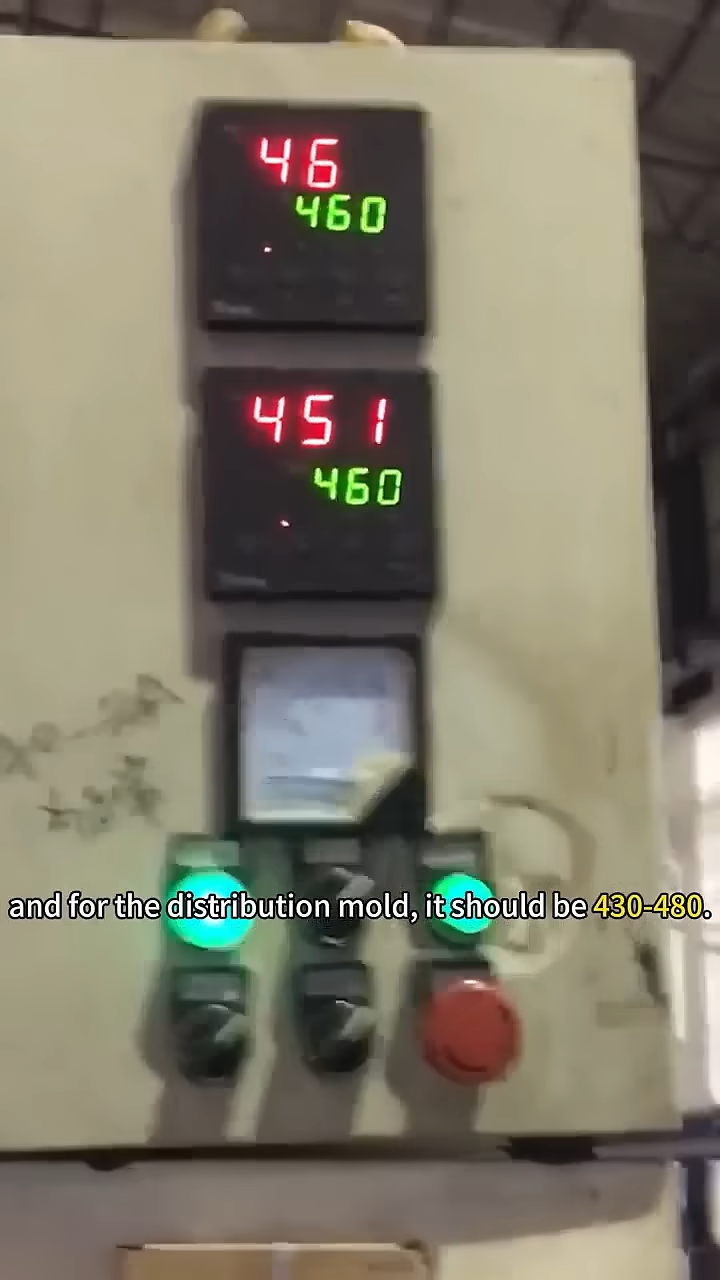 46
460
451
460
and for the distribution mold, it should be 430-480.